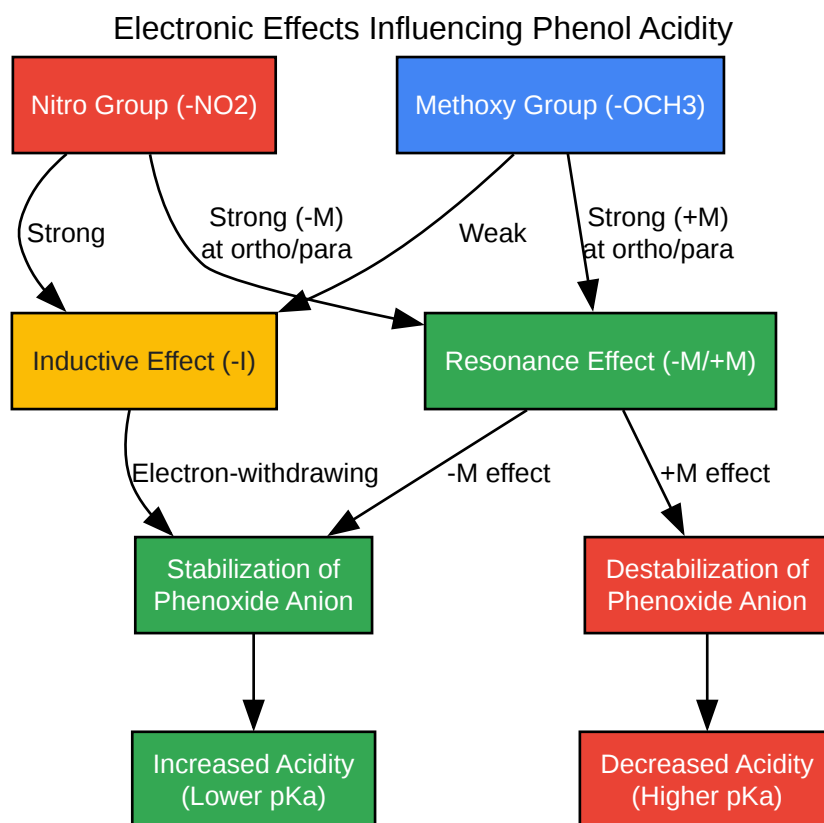 Electronic Effects Influencing Phenol Acidity
Nitro Group (-NO2)
Methoxy Group (-OCH3)
Strong
Strong (-M)
at ortho/para
Weak
Strong (+M)
at ortho/para
Inductive Effect (-I)
Resonance Effect (-M/+M)
Electron-withdrawing
-M effect
+M effect
Stabilization of
Phenoxide Anion
Destabilization of
Phenoxide Anion
Increased Acidity
(Lower pKa)
Decreased Acidity
(Higher pKa)